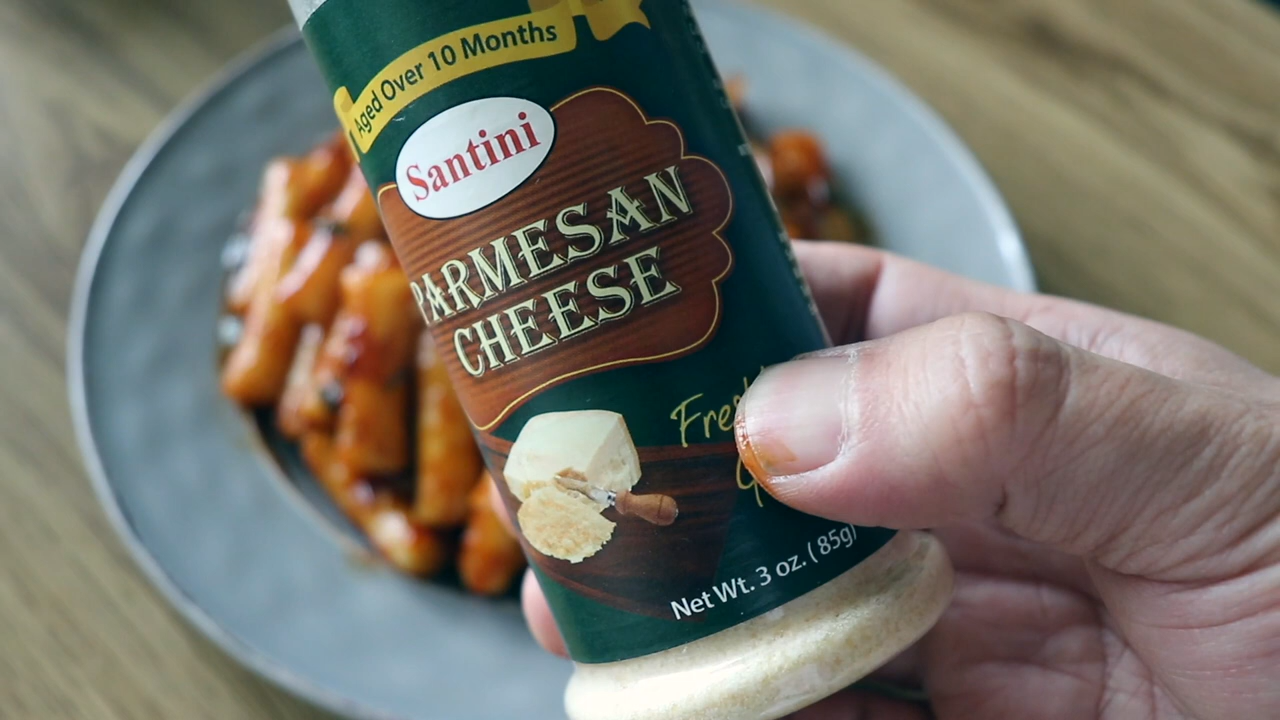 Aged Over 10 Months
Santini
PARMESAN
CHEESE
Net Wt. 3 oz. ( 85g)